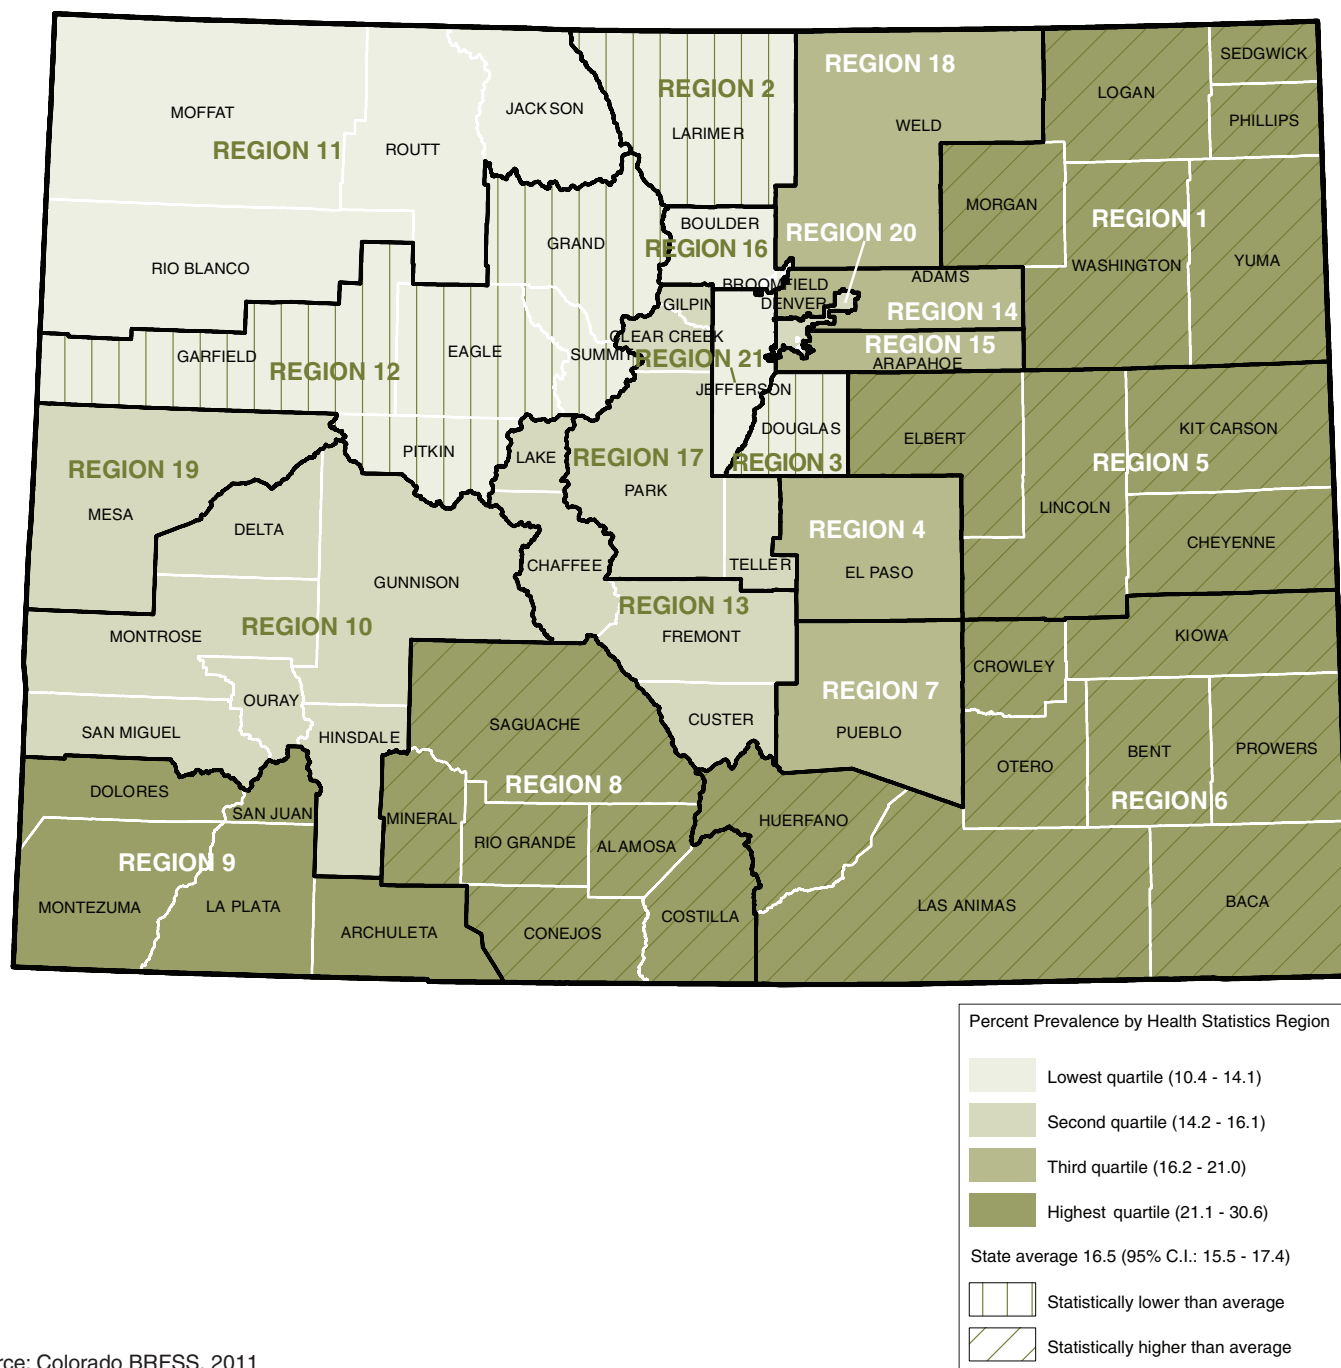 SEDGWICK
REGION 18
REGION 2
LOGAN
JACKSON
MOFFAT
PHILLIPS
WELD
LARIMER
REGION 11
ROUTT
MORGAN
REGION 1
BOULDER
REGION 20
GRAND
REGION 16
YUMA
WASHINGTON
RIO BLANCO
ADAMS
BROOMFIELD
GILPIN
DENVER
REGION 14
CLEAR CREEK
REGION 15
EAGLE
SUMMIT
GARFIELD
REGION 21
ARAPAHOE
REGION 12
JEFFERSON
DOUGLAS
KIT CARSON
ELBERT
PITKIN
LAKE
REGION 17
REGION 3
REGION 5
REGION 19
PARK
LINCOLN
MESA
DELTA
REGION 4
CHEYENNE
CHAFFEE
TELLER
EL PASO
GUNNISON
REGION 13
REGION 10
MONTROSE
FREMONT
KIOWA
CROWLEY
REGION 7
OURAY
CUSTER
SAGUACHE
SAN MIGUEL
HINSDALE
PUEBLO
PROWERS
BENT
OTERO
REGION 8
DOLORES
REGION 6
SAN JUAN
MINERAL
HUERFANO
RIO GRANDE
ALAMOSA
REGION 9
BACA
MONTEZUMA
LA PLATA
LAS ANIMAS
COSTILLA
ARCHULETA
CONEJOS
Percent Prevalence by Health Statistics Region
Lowest quartile (10.4 - 14.1)
Second quartile (14.2 - 16.1)
Third quartile (16.2 - 21.0)
Highest quartile (21.1 - 30.6)
State average 16.5 (95% C.I.: 15.5 - 17.4)
Statistically lower than average
Statistically higher than average
rce: Colorado BRFSS, 2011